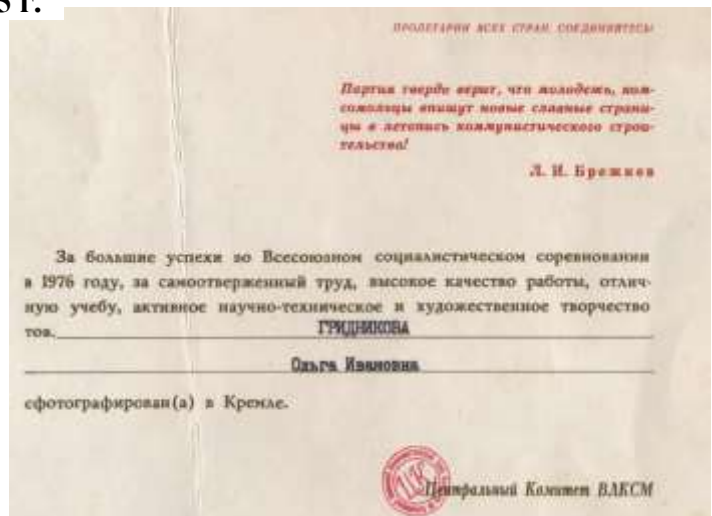 5 г.
ПРОЛЕТАРИИ ВСЕХ СТРАН, СОЕДИНЯЙТЕСЬ!
Партия твердо верит, что молодежь, ком-
сомольцы впишут новые славные страни-
цы в летопись коммунистического строи-
тельства!
Л. И. Брежнев
За большие успехи во Всесоюзном социалистическом соревновании
в 1976 году, за самоотверженный труд, высокое качество работы, отлич-
ную учебу, активное научно-техническое и художественное творчество
тов. ГРИДНИКОВА
Ольга Ивановна
сфотографирован(а) в Кремле.
Центральный Комитет ВЛКСМ